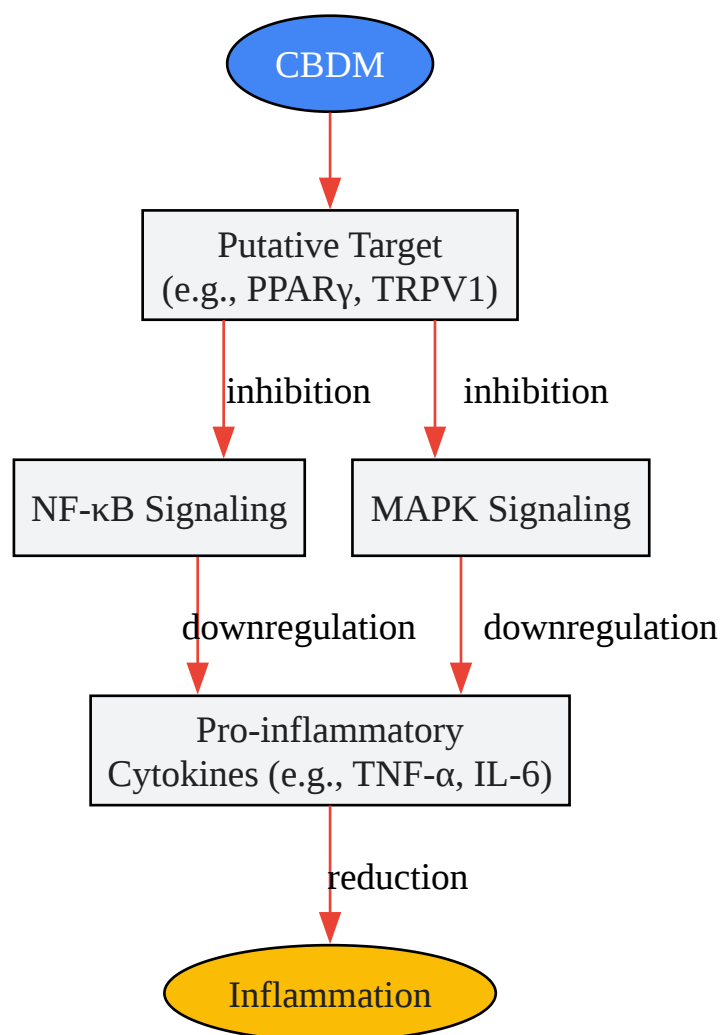 CBDM
Putative Target
(e.g., PPARγ, TRPV1)
inhibition
inhibition
NF-κB Signaling
MAPK Signaling
downregulation
downregulation
Pro-inflammatory
Cytokines (e.g., TNF-α, IL-6)
reduction
Inflammation